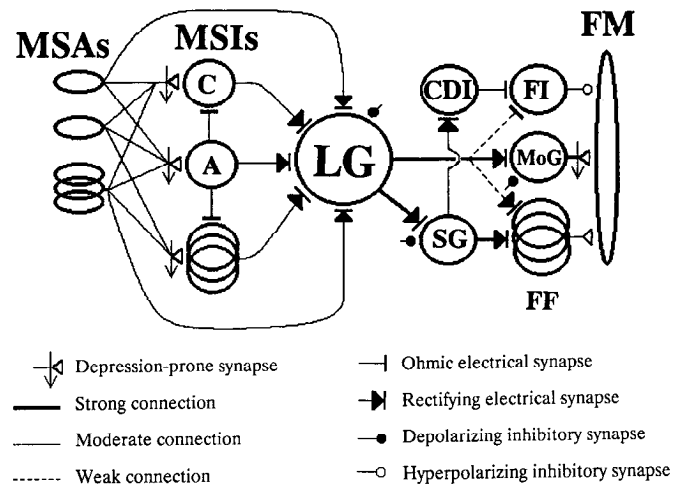 MSAs
MSIs
FM
C
A
LG
CDI
FI
MoG
SG
FF
Depression-prone synapse
Strong connection
Moderate connection
Weak connection
Ohmic electrical synapse
Rectifying electrical synapse
Depolarizing inhibitory synapse
Hyperpolarizing inhibitory synapse